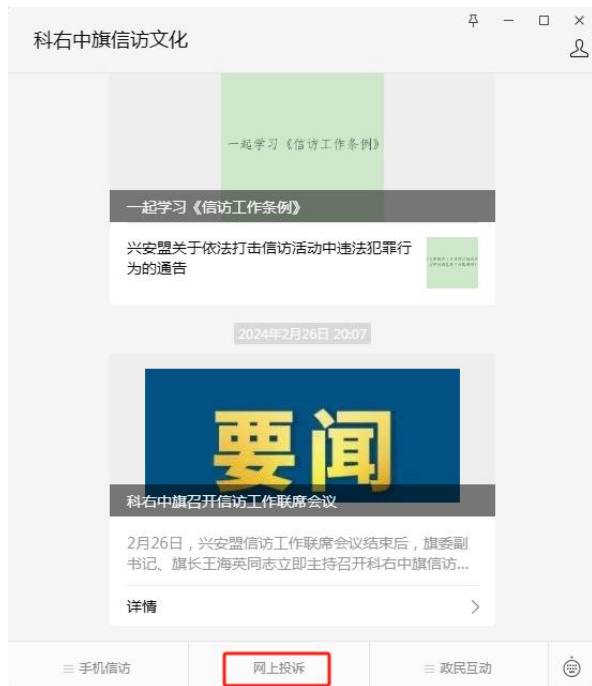 科右中旗信访文化
一起学习《信访工作条例》
一起学习《信访工作条例》
兴安盟关于依法打击信访活动中违法犯罪行
为的通告
2024年2月26日 20:07
要闻
科右中旗召开信访工作联席会议
2月26日，兴安盟信访工作联席会议结束后，旗委副
书记、旗长王海英同志立即主持召开科右中旗信访...
详情
手机信访
网上投诉
政民互动